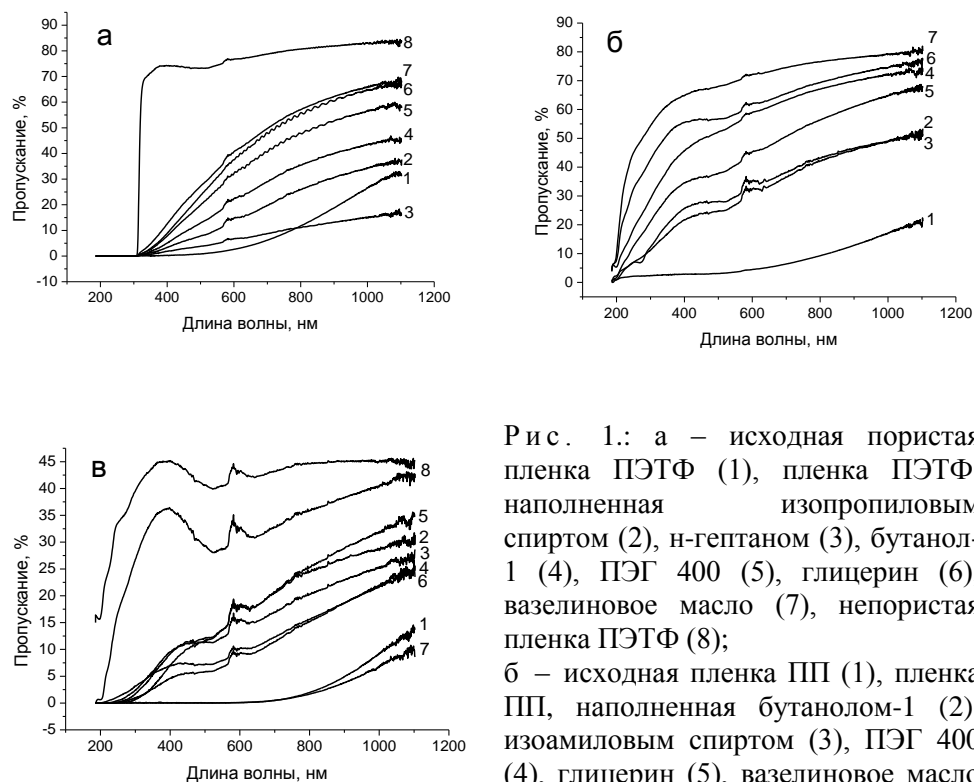 а
90
80
70
60
50
40
30
20
10
0
-10
Пропускание, %
200 400 600 800 1000 1200
Длина волны, нм
8
7
6
5
4
2
1
3
б
90
80
70
60
50
40
30
20
10
0
Пропускание, %
200 400 600 800 1000 1200
Длина волны, нм
7
6
4
5
2
3
1
в
45
40
35
30
25
20
15
10
5
0
-5
Пропускание, %
200 400 600 800 1000 1200
Длина волны, нм
8
5
2
3
4
6
1
7
Рис. 1.: а – исходная пористая
пленка ПЭТФ (1), пленка ПЭТФ,
наполненная изопропиловым
спиртом (2), н-гептаном (3), бутанол-
1 (4), ПЭГ 400 (5), глицерин (6),
вазелиновое масло (7), непористая
пленка ПЭТФ (8);
б – исходная пленка ПП (1), пленка
ПП, наполненная бутанолом-1 (2),
изоамиловым спиртом (3), ПЭГ 400
(4), глицерин (5), вазелиновое масло